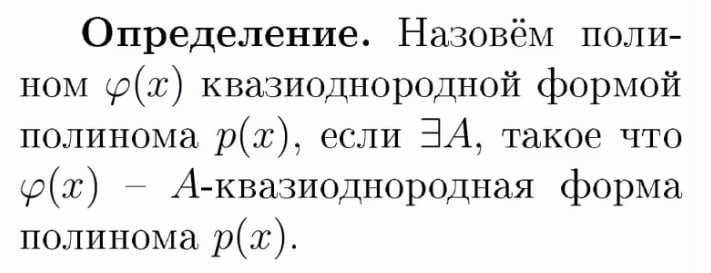 Определение. Назовём поли-
ном φ(x) квазиоднородной формой
полинома p(x), если ∃A, такое что
φ(x) – A-квазиоднородная форма
полинома p(x).